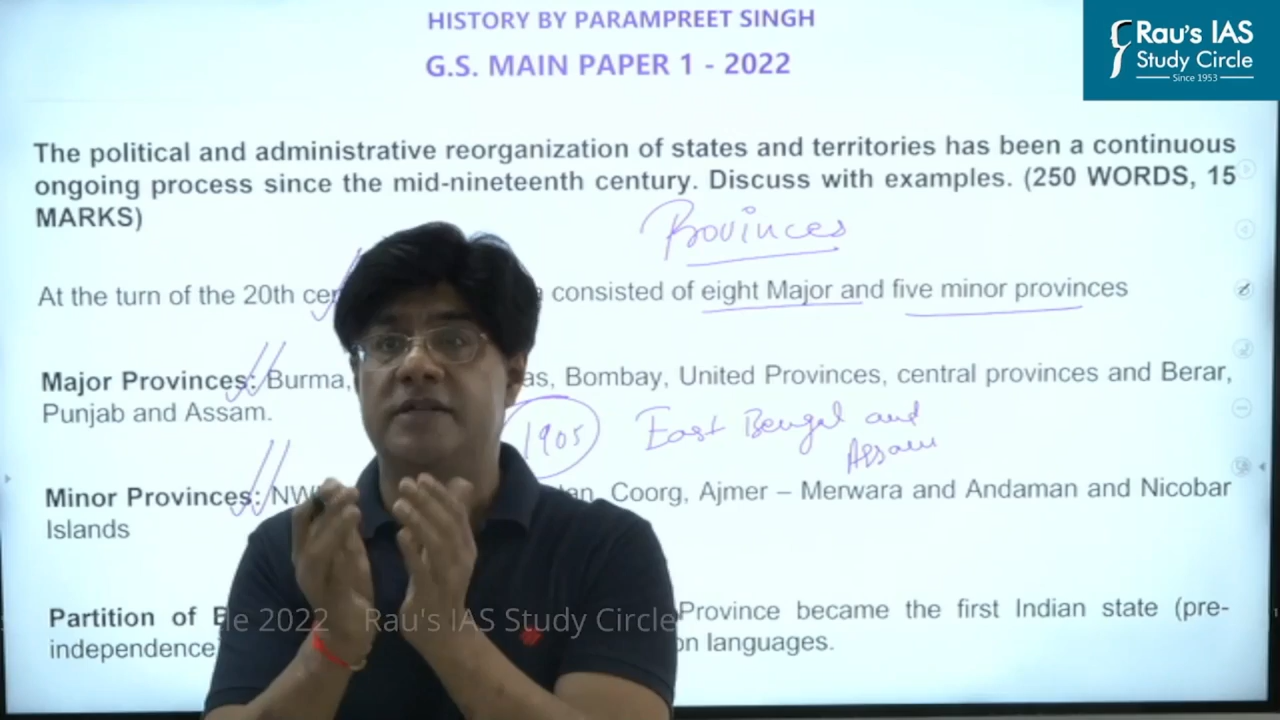 HISTORY BY PARAMPREET SINGH
G.S. MAIN PAPER 1 - 2022
Rau's IAS
Study Circle
Since 1953
The political and administrative reorganization of states and territories has been a continuous
ongoing process since the mid-nineteenth century. Discuss with examples. (250 WORDS, 15
MARKS)
Provinces
At the turn of the 20th consisted of eight Major and five minor provinces
Major Provinces: Burma, Bombay, United Provinces, central provinces and Berar,
Punjab and Assam.
1905 East Bengal and
Assam
Minor Provinces: Coorg, Ajmer – Merwara and Andaman and Nicobar
Islands
Partition of Province became the first Indian state (pre-
independence languages.
2022 Rau's IAS Study Circle